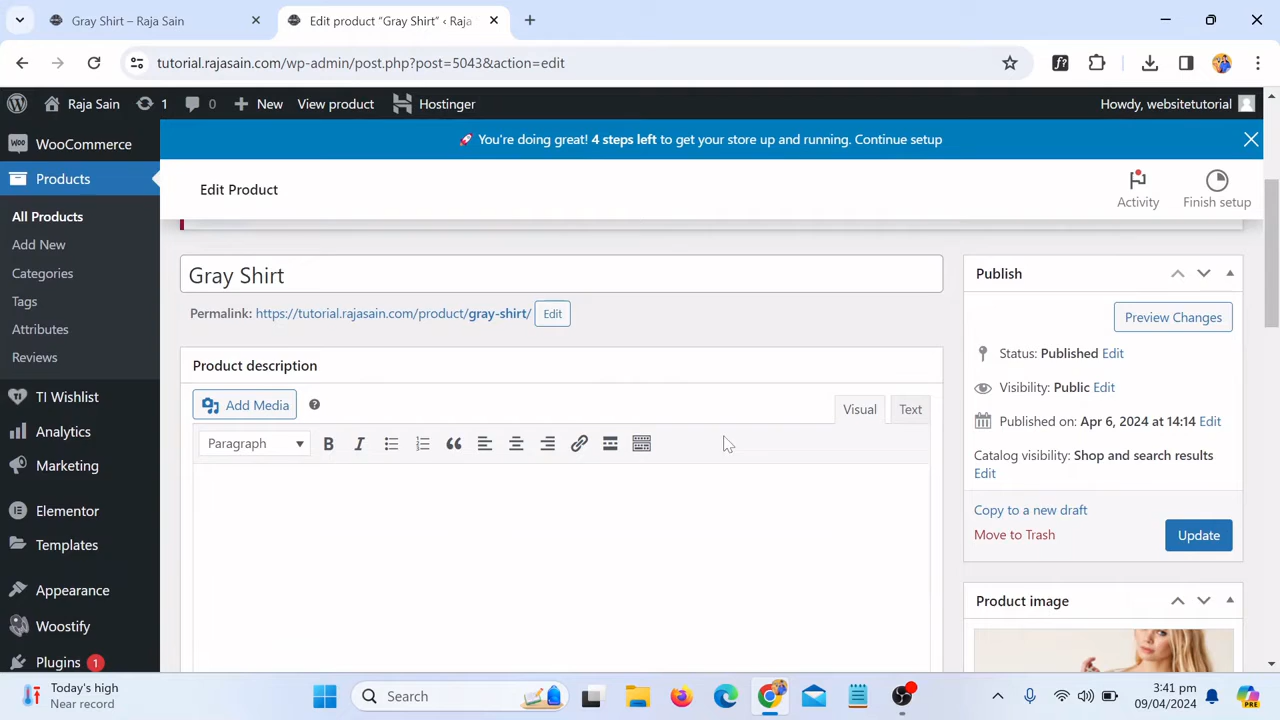 Gray Shirt – Raja Sain
Edit product “Gray Shirt” ‹ Raja
tutorial.rajasain.com/wp-admin/post.php?post=5043&action=edit
Raja Sain 1 0 New View product Hostinger Howdy, websitetutorial
WooCommerce
🚀 You're doing great! 4 steps left to get your store up and running. Continue setup
Products
Edit Product
Activity
Finish setup
All Products
Add New
Categories
Tags
Attributes
Reviews
TI Wishlist
Analytics
Marketing
Elementor
Templates
Appearance
Woostify
Plugins 1
Gray Shirt
Permalink: https://tutorial.rajasain.com/product/gray-shirt/ Edit
Product description
Add Media
Visual Text
Paragraph
Publish
Preview Changes
Status: Published Edit
Visibility: Public Edit
Published on: Apr 6, 2024 at 14:14 Edit
Catalog visibility: Shop and search results
Edit
Copy to a new draft
Move to Trash
Update
Product image
Today's high
Near record
Search
PRE
3:41 pm
09/04/2024